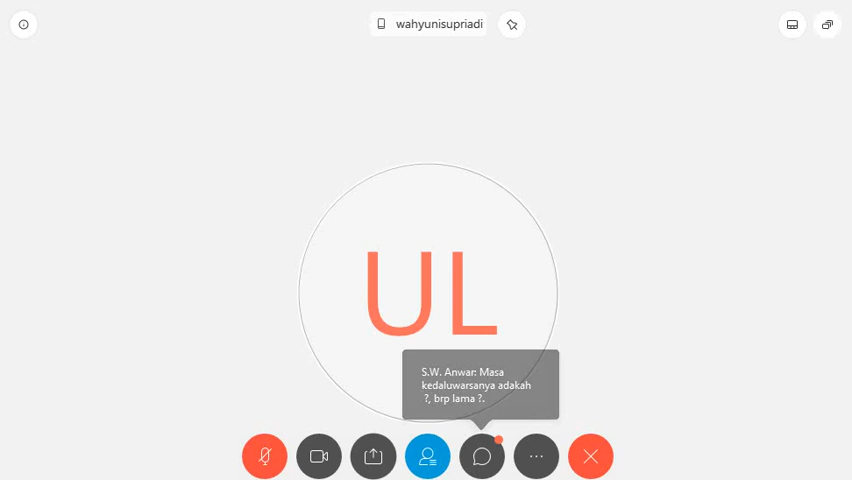 wahyunisupriadi
UL
S.W. Anwar: Masa
kedaluwarsanya adakah
?, brp lama ?.